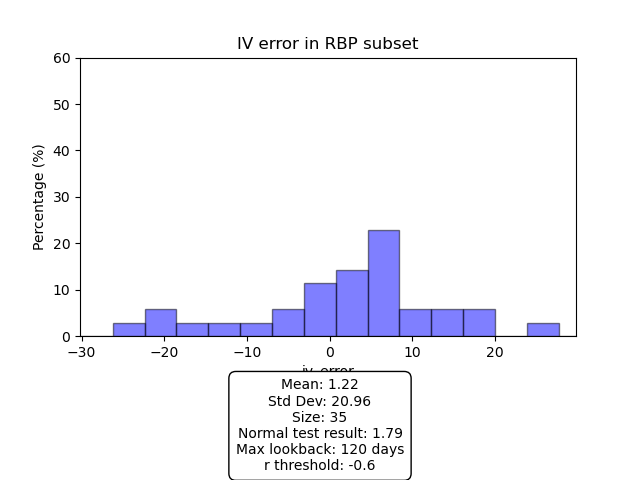 IV error in RBP subset
60
50
40
30
20
10
0
Percentage (%)
−30
−20
−10
0
10
20
iv_error
Mean: 1.22
Std Dev: 20.96
Size: 35
Normal test result: 1.79
Max lookback: 120 days
r threshold: -0.6